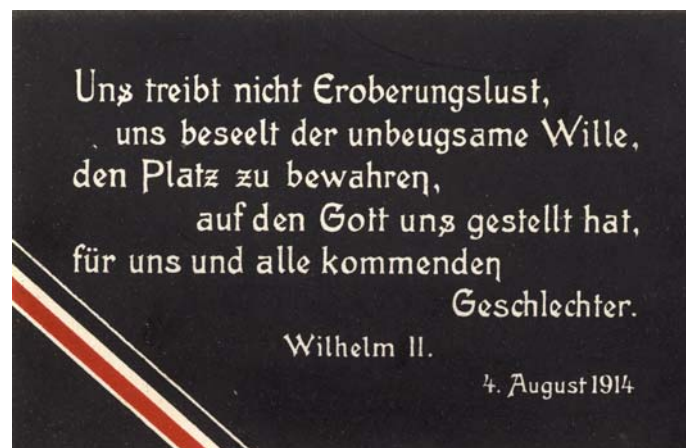 Uns treibt nicht Eroberungslust,
uns beseelt der unbeugsame Wille,
den Platz zu bewahren,
auf den Gott uns gestellt hat,
für uns und alle kommenden
Geschlechter.
Wilhelm II.
4. August 1914